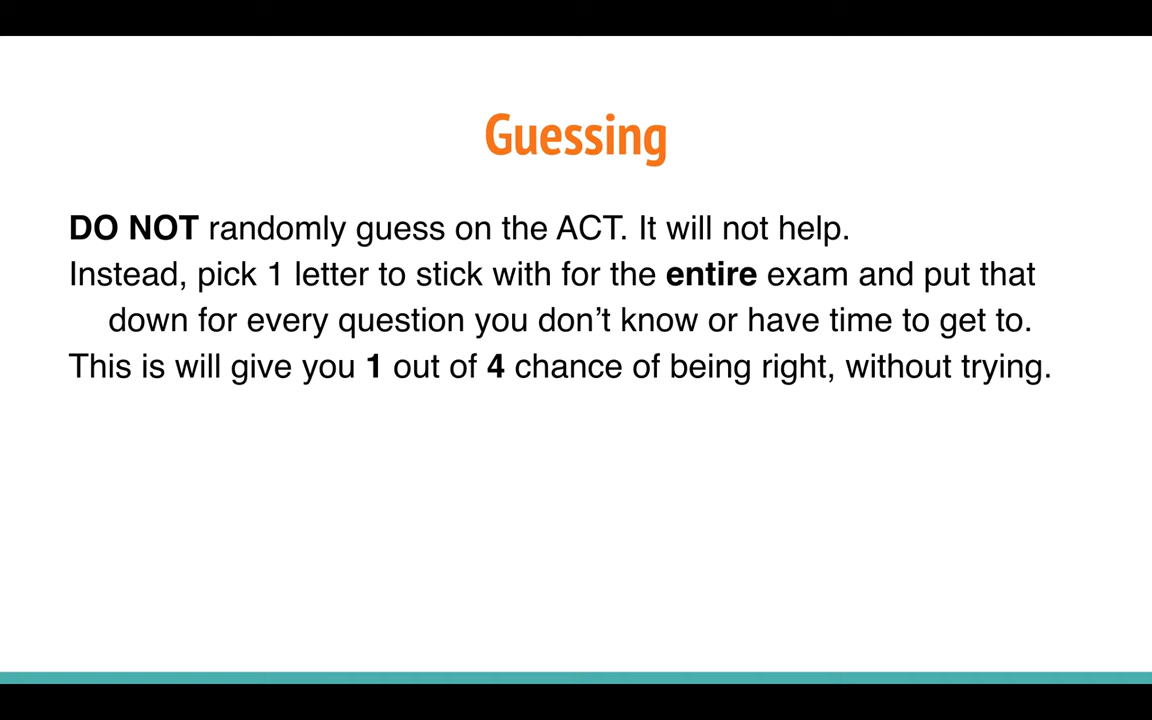 Guessing
DO NOT randomly guess on the ACT. It will not help.
Instead, pick 1 letter to stick with for the entire exam and put that
down for every question you don’t know or have time to get to.
This is will give you 1 out of 4 chance of being right, without trying.